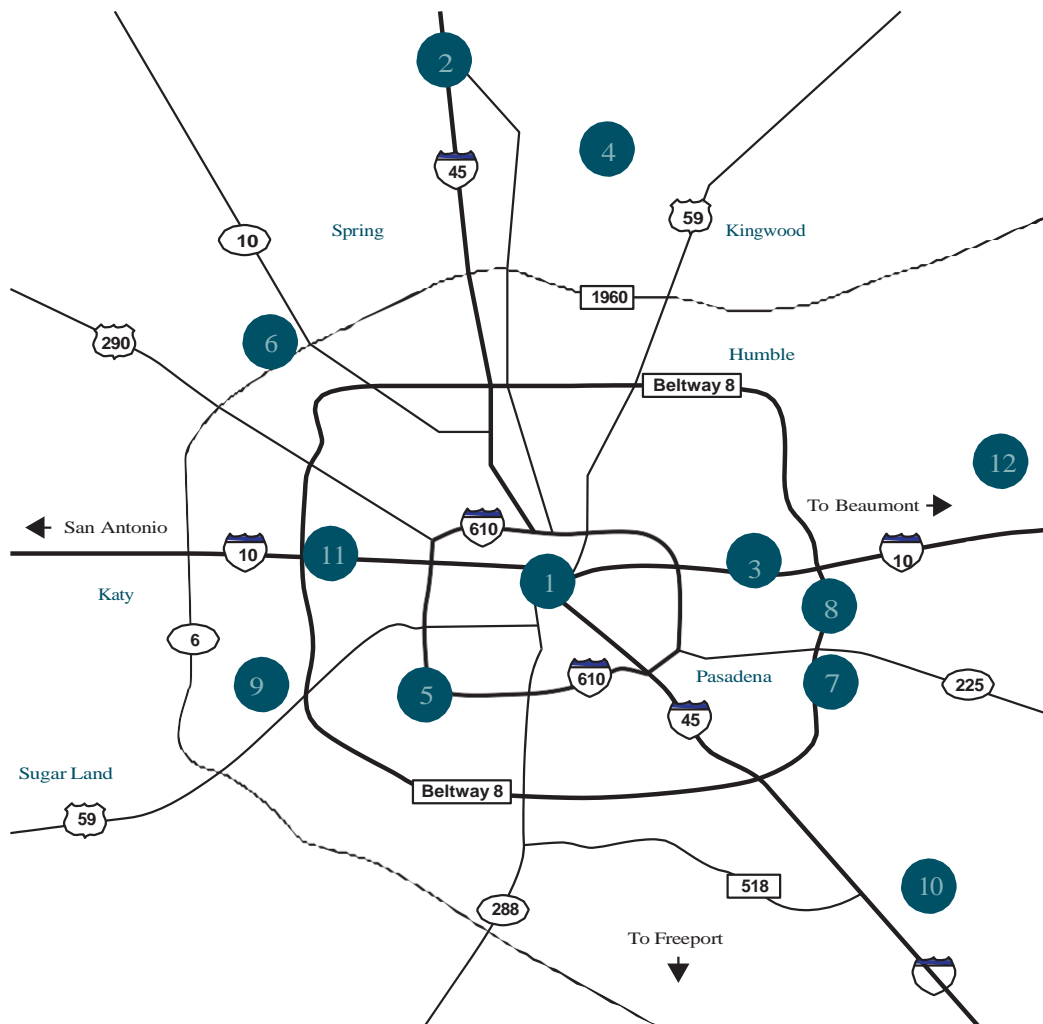 2
4
45
59
Spring
Kingwood
10
1960
290
6
Humble
Beltway 8
12
To Beaumont
San Antonio
610
10
11
1
3
10
Katy
8
6
9
5
610
Pasadena
7
225
45
Sugar Land
Beltway 8
59
10
518
288
To Freeport